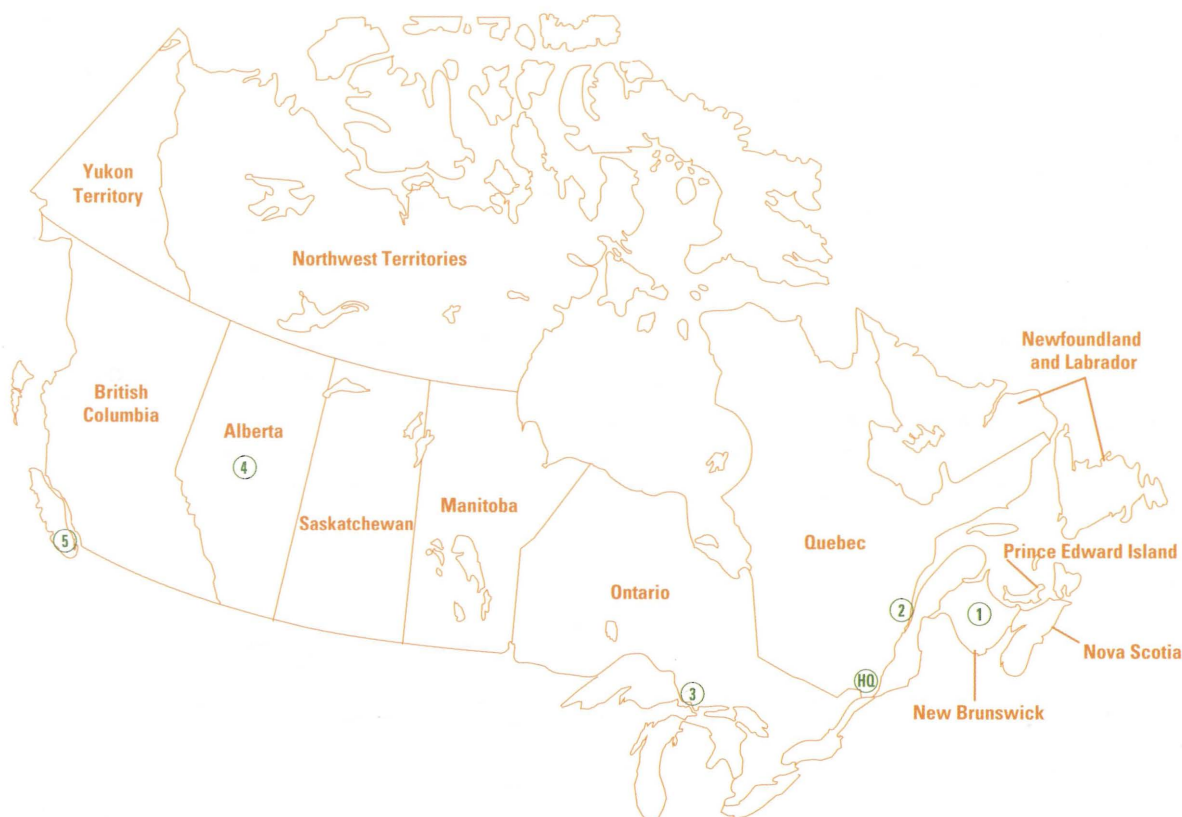 Yukon
Territory
Northwest Territories
Newfoundland
and Labrador
British
Columbia
Alberta
4
Saskatchewan
Manitoba
5
Ontario
Quebec
Prince Edward Island
2
1
Nova Scotia
HQ
3
New Brunswick